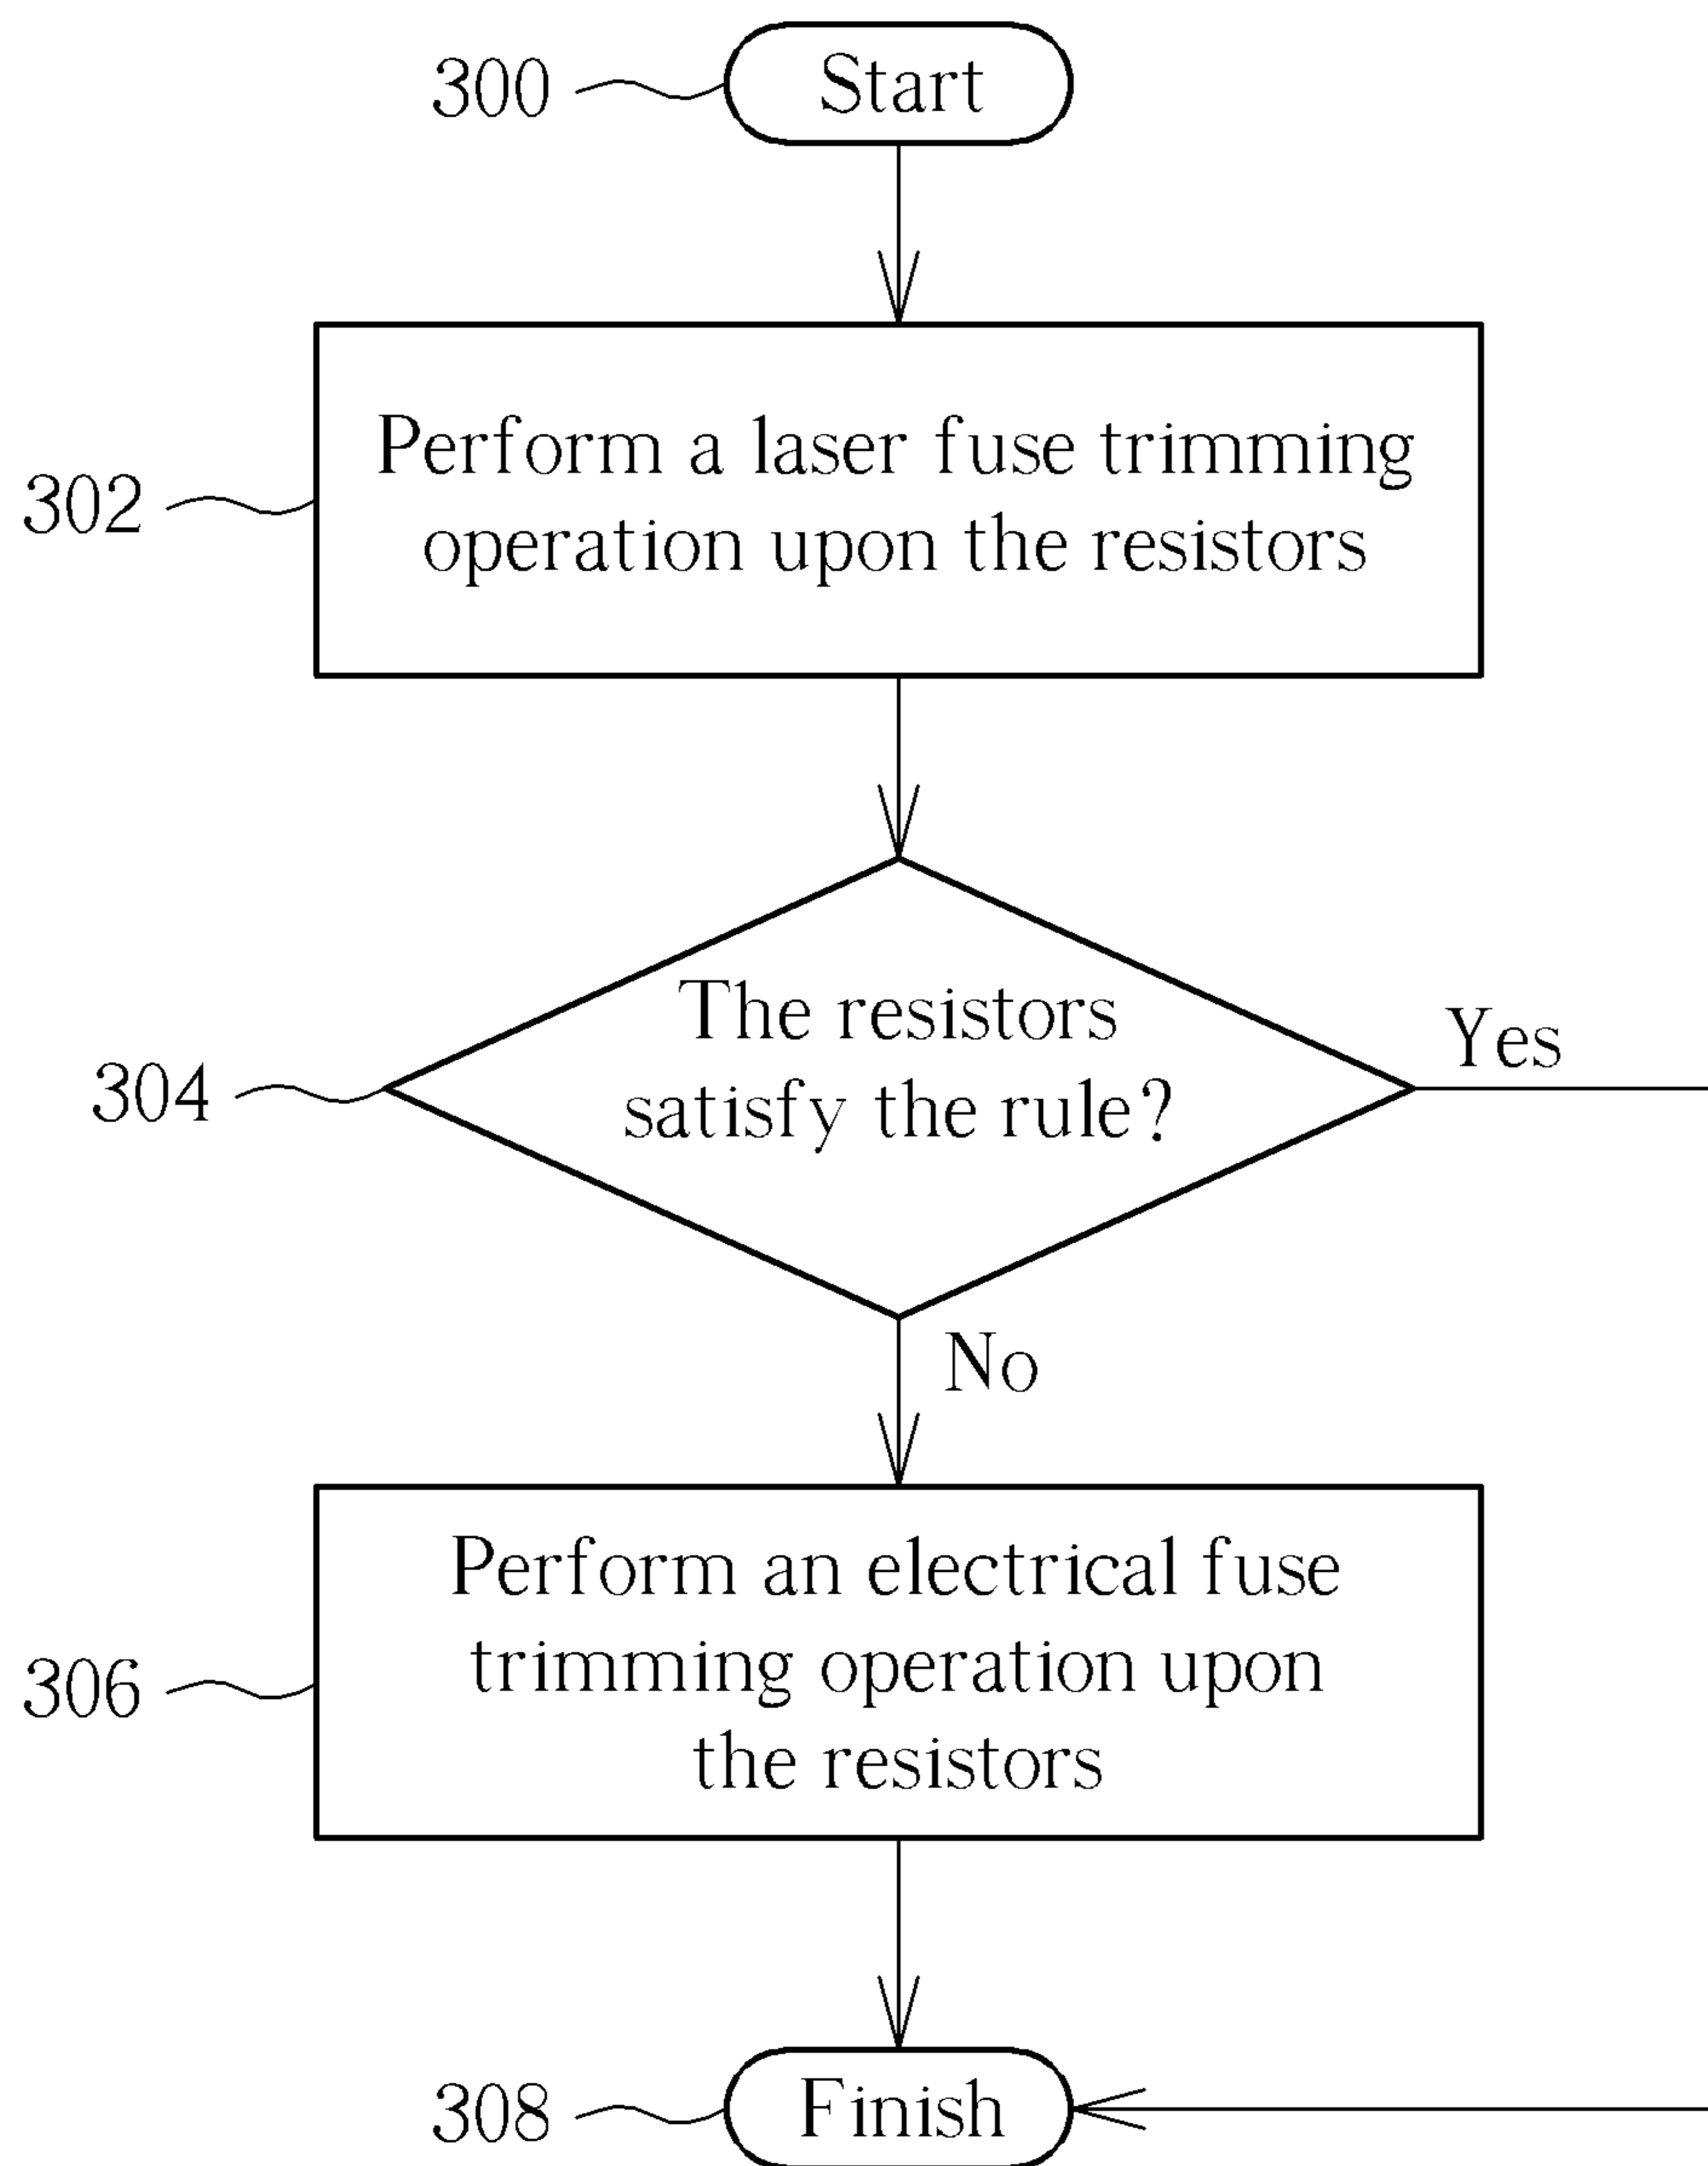 300
Start
302
Perform a laser fuse trimming
operation upon the resistors
304
The resistors
satisfy the rule?
Yes
No
306
Perform an electrical fuse
trimming operation upon
the resistors
308
Finish